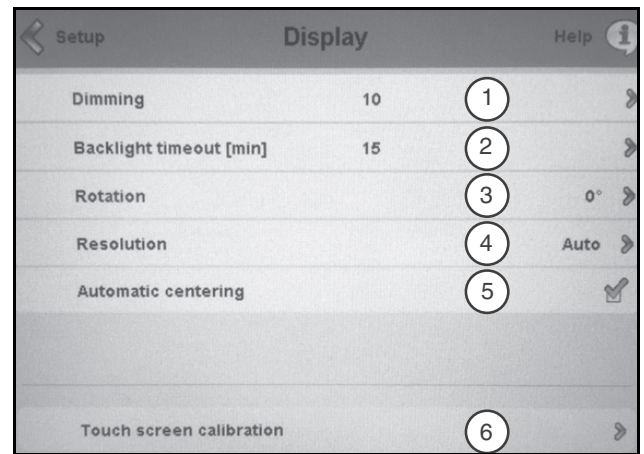 Setup Display Help i
Dimming 10 1
Backlight timeout [min] 15 2
Rotation 3 0°
Resolution 4 Auto
Automatic centering 5
Touch screen calibration 6